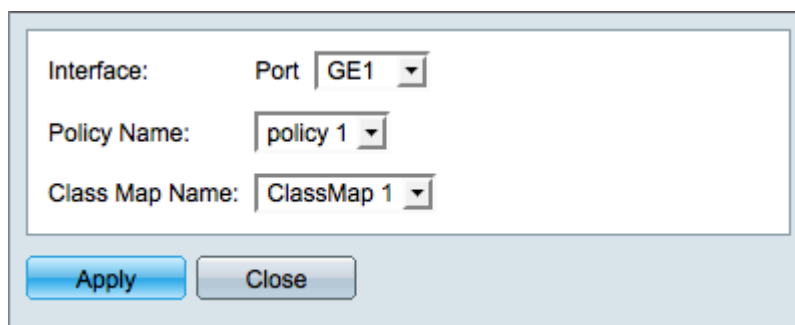 Interface: Port GE1
Policy Name: policy 1
Class Map Name: ClassMap 1
Apply Close